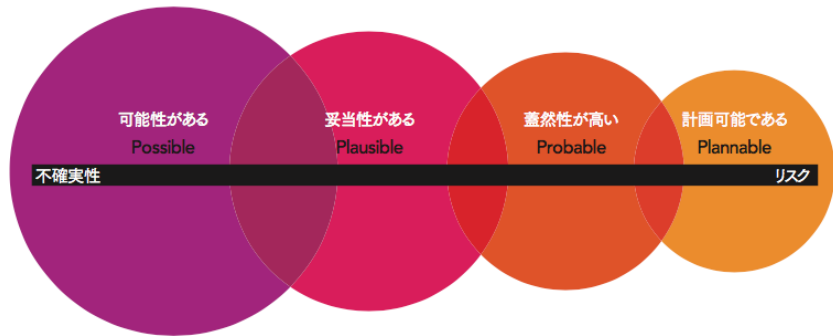 可能性がある
Possible
妥当性がある
Plausible
蓋然性が高い
Probable
計画可能である
Plannable
不確実性
リスク